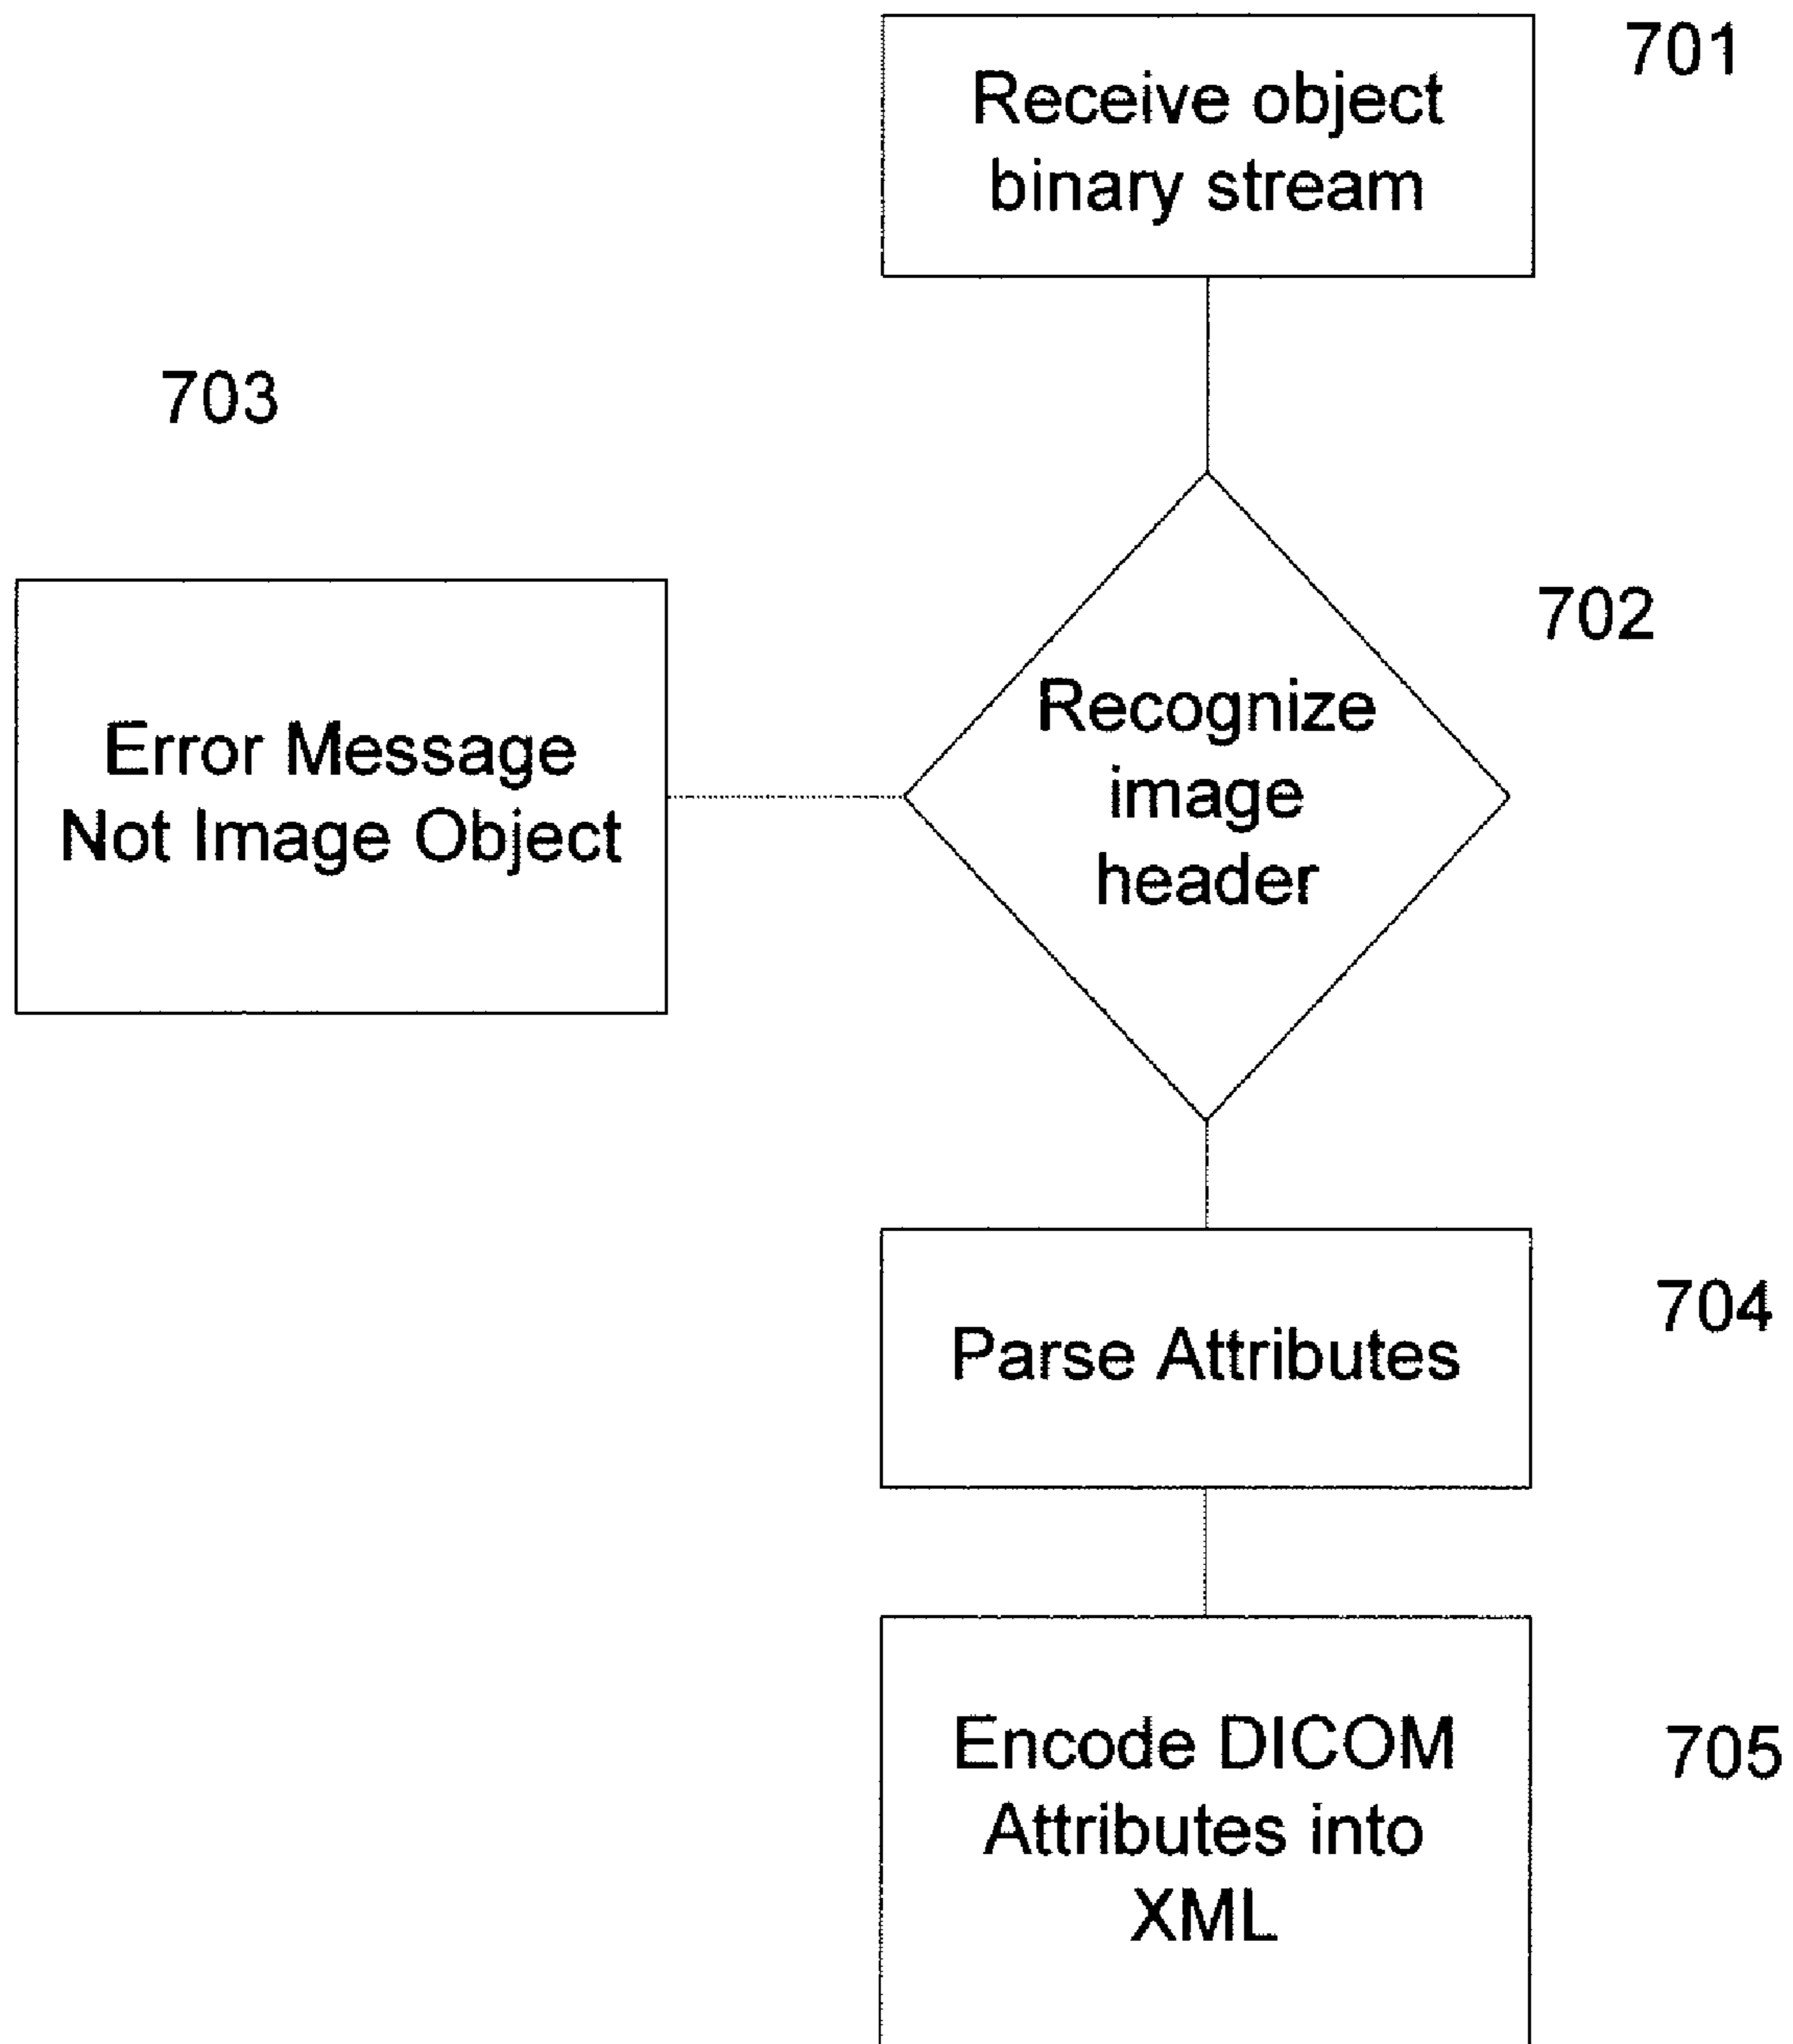 701
Receive object
binary stream
703
702
Recognize
image
header
Error Message
Not Image Object
704
Parse Attributes
705
Encode DICOM
Attributes into
XML